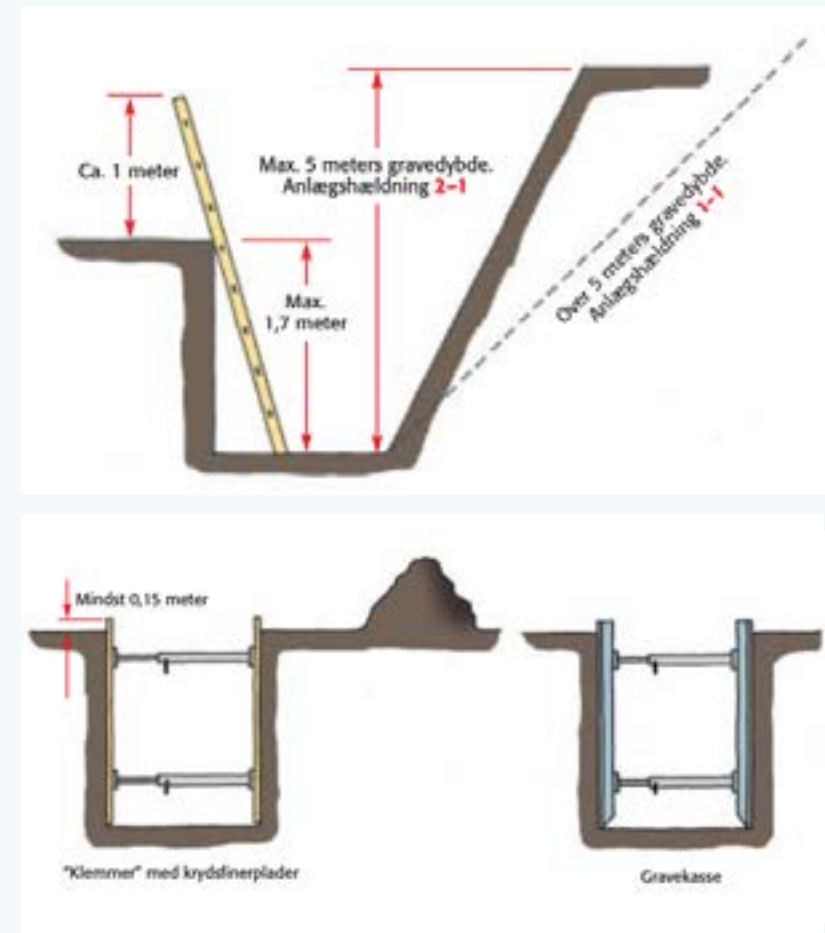 Ca. 1 meter
Max. 5 meters gravedybde.
Anlægshældning 2-1
Max.
1,7 meter
Over 5 meters gravedybde.
Anlægshældning 1-1
Mindst 0,15 meter
"Klemmer" med krydsfinerplader
Gravekasse